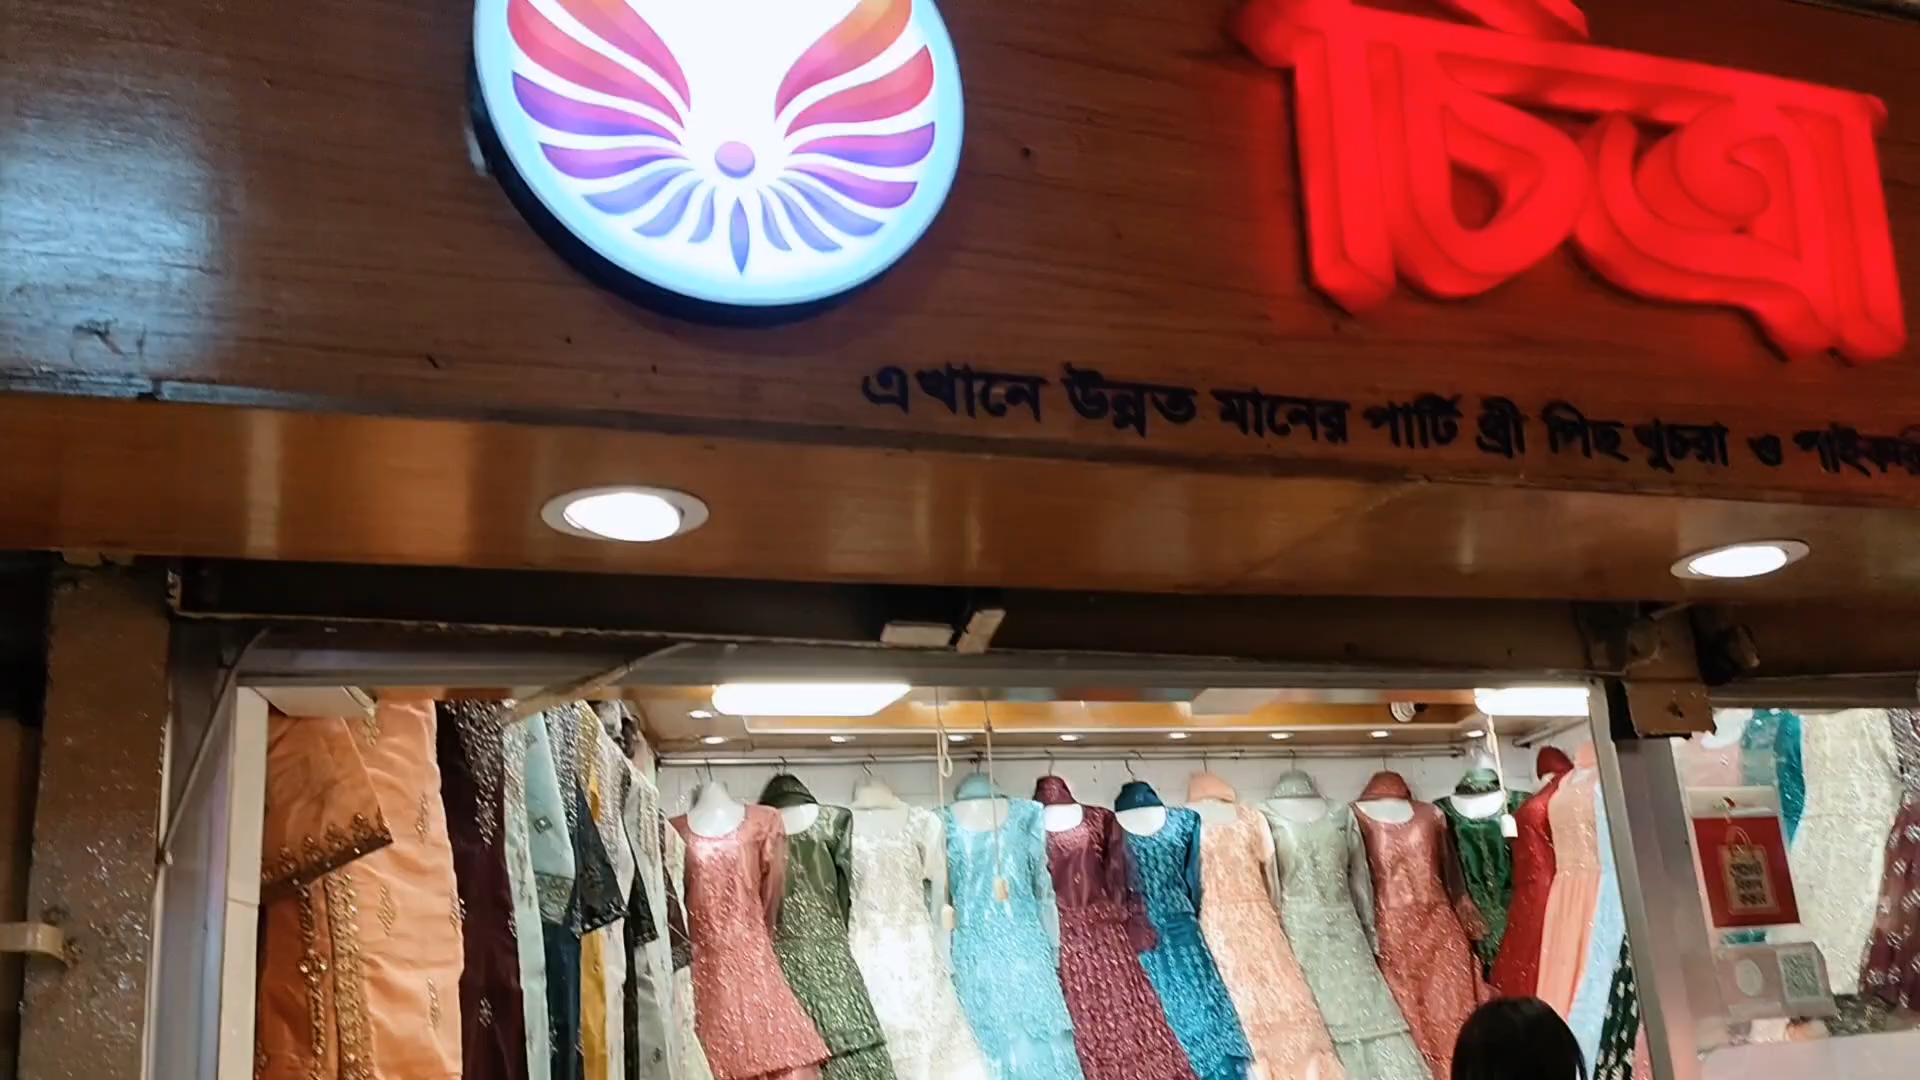 চিত্রা
এখানে উন্নত মানের পার্টি থ্রী পিছ খুচরা ও পাইকারি